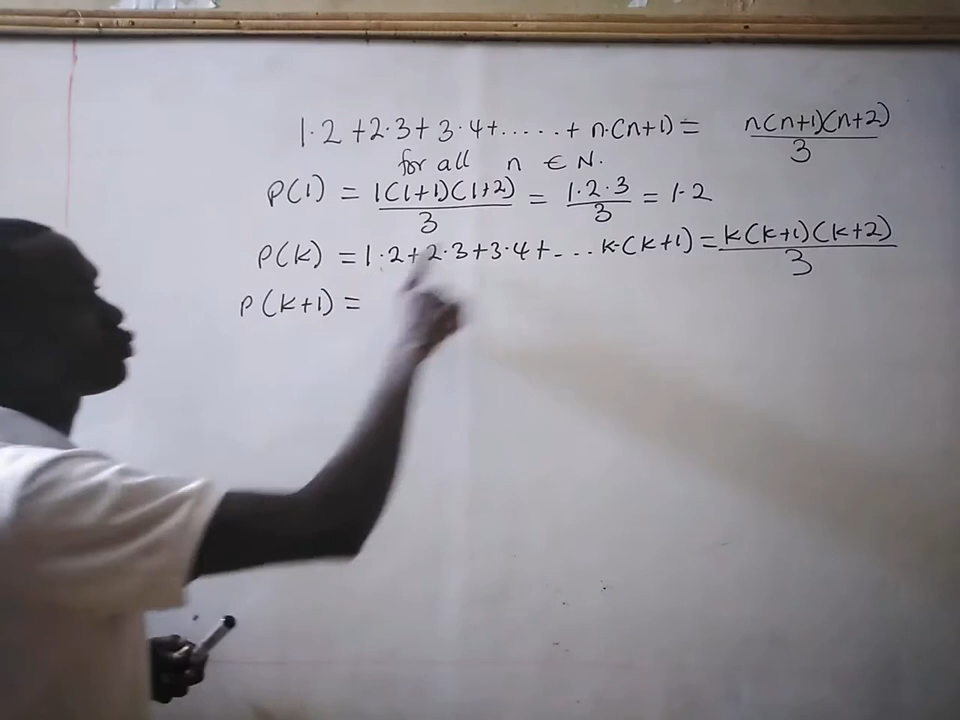 1·2 +2·3+ 3·4+.....+ n·(n+1) = n(n+1)(n+2)/3
for all n ∈ N.
P(1) = 1(1+1)(1+2)/3 = 1·2·3/3 = 1·2
P(k) = 1·2+2·3+3·4+-...k·(k+1) = k(k+1)(k+2)/3
P(k+1) =